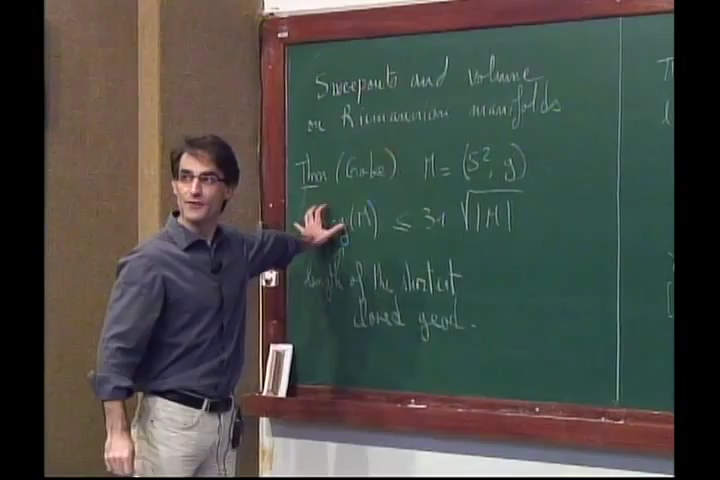 Sweepouts and volume
on Riemannian manifolds
Thm (Croke) M = (S², g)
g(M) ≤ 31 √|M|
length of the shortest
closed geod.